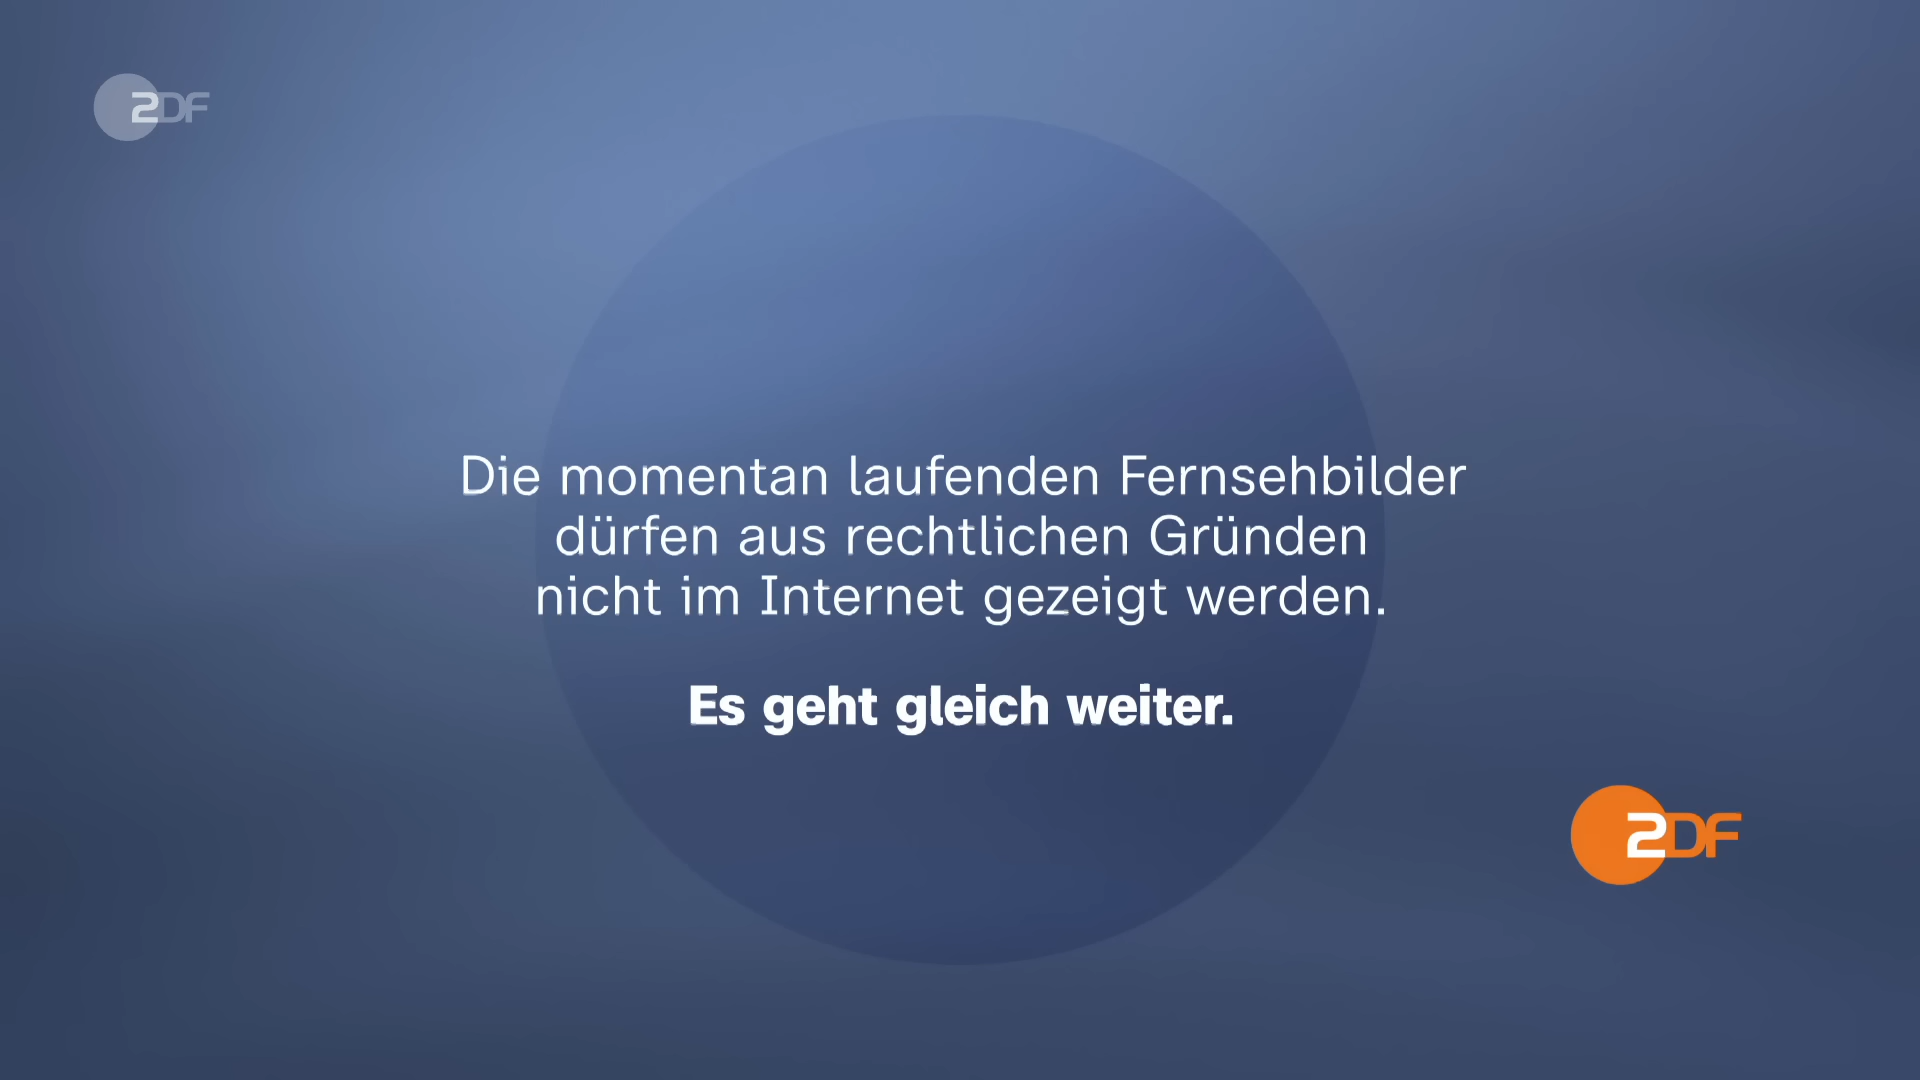 ZDF
Die momentan laufenden Fernsehbilder
dürfen aus rechtlichen Gründen
nicht im Internet gezeigt werden.
Es geht gleich weiter.
ZDF